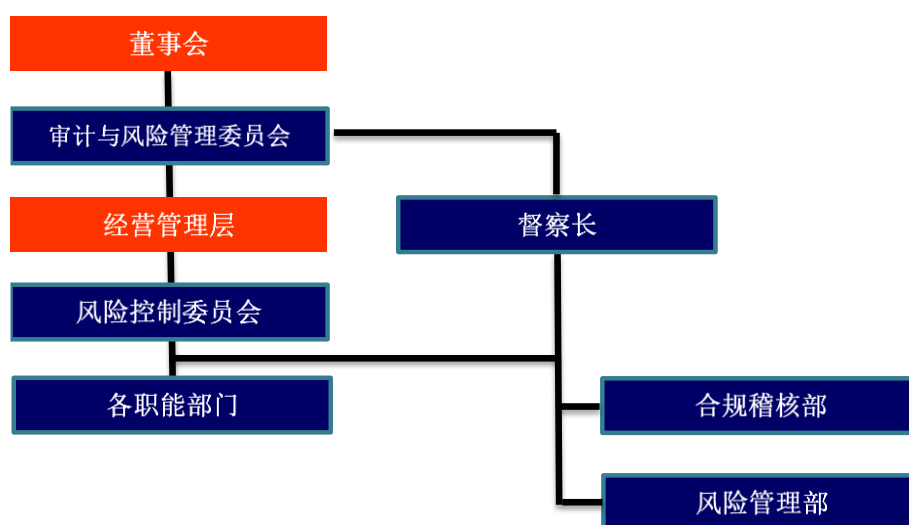 董事会
审计与风险管理委员会
经营管理层
督察长
风险控制委员会
各职能部门
合规稽核部
风险管理部